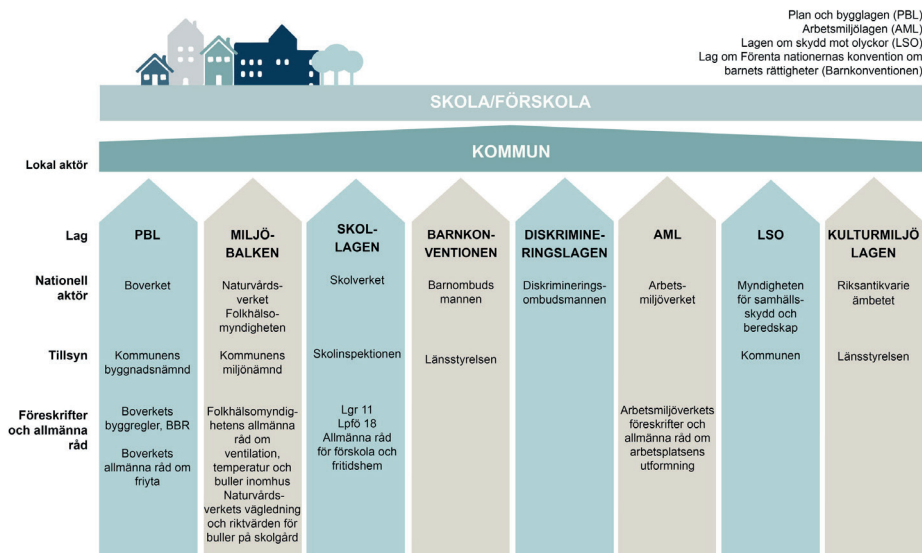 Plan och bygglagen (PBL)
Arbetsmiljölagen (AML)
Lagen om skydd mot olyckor (LSO)
Lag om Förenta nationernas konvention om
barnets rättigheter (Barnkonventionen)
SKOLA/FÖRSKOLA
Lokal aktör
KOMMUN
Lag
PBL
MILJÖ-
BALKEN
SKOL-
LAGEN
BARNKON-
VENTIONEN
DISKRIMINE-
RINGSLAGEN
AML
LSO
KULTURMILJÖ
LAGEN
Nationell
aktör
Boverket
Naturvårds-
verket
Folkhälso-
myndigheten
Skolverket
Barnombuds
mannen
Diskriminerings-
ombudsmannen
Arbets-
miljöverket
Myndigheten
för samhälls-
skydd och
beredskap
Riksantikvarie
ämbetet
Tillsyn
Kommunens
byggnadsnämnd
Kommunens
miljönämnd
Skolinspektionen
Länsstyrelsen
Kommunen
Länsstyrelsen
Föreskrifter
och allmänna
råd
Boverkets
byggregler, BBR
Boverkets
allmänna råd om
friyta
Folkhälsomyndig-
hetens allmänna
råd om
ventilation,
temperatur och
buller inomhus
Naturvårds-
verkets vägledning
och riktvärden för
buller på skolgård
Lgr 11
Lpfö 18
Allmänna råd
för förskola och
fritidshem
Arbetsmiljöverkets
föreskrifter och
allmänna råd om
arbetsplatsens
utformning